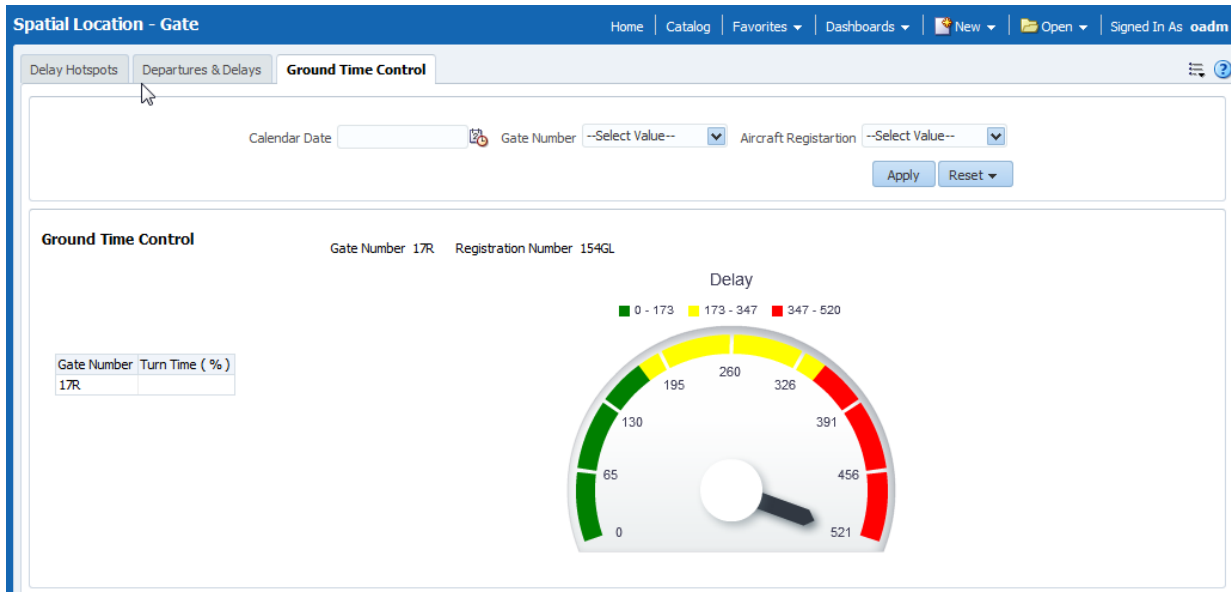 Spatial Location - Gate
Home Catalog Favorites Dashboards New Open Signed In As oadm
Delay Hotspots Departures & Delays Ground Time Control
Calendar Date Gate Number --Select Value-- Aircraft Registartion --Select Value--
Apply Reset
Ground Time Control
Gate Number 17R Registration Number 154GL
Delay
0 - 173 173 - 347 347 - 520
Gate Number Turn Time ( % )
17R
0
65
130
195
260
326
391
456
521